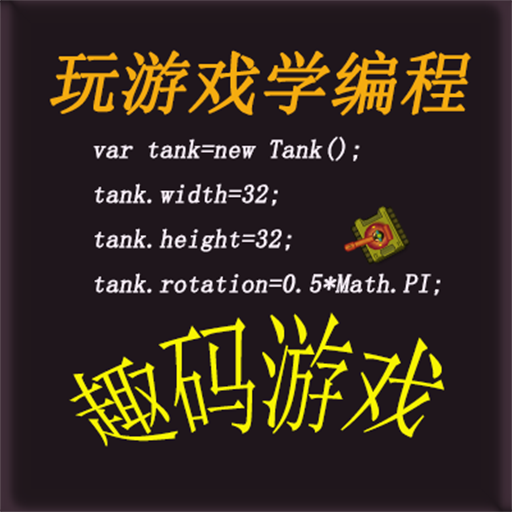 玩游戏学编程
var tank=new Tank();
tank.width=32;
tank.height=32;
tank.rotation=0.5*Math.PI;
趣码游戏